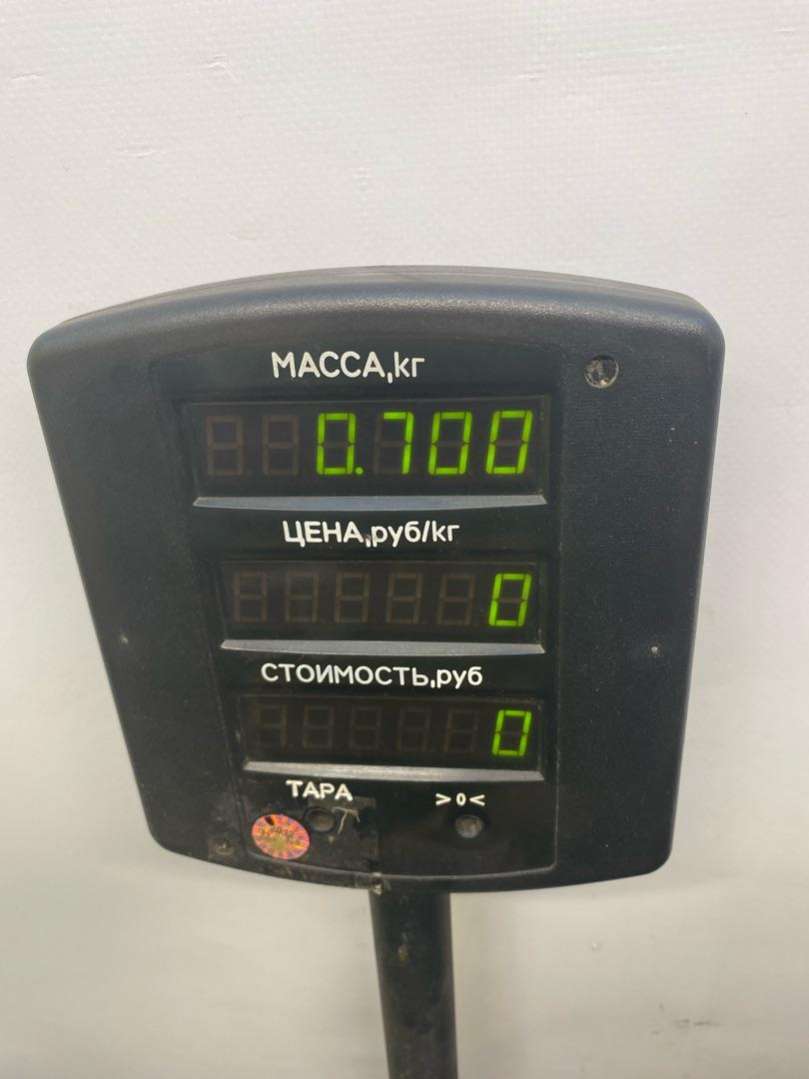 МАССА,кг
0.700
ЦЕНА,руб/кг
0
СТОИМОСТЬ,руб
0
ТАРА >0<